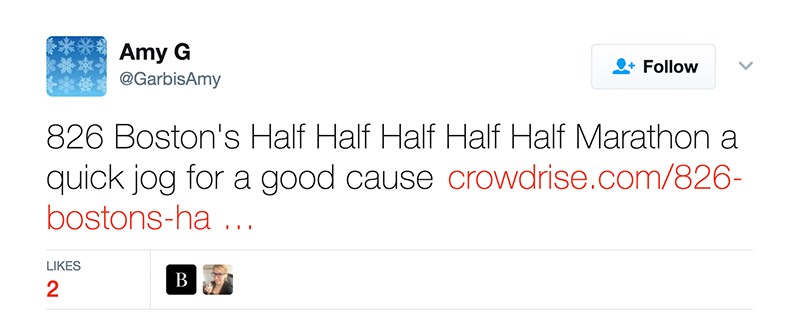 Amy G
@GarbisAmy
Follow
826 Boston's Half Half Half Half Half Marathon a
quick jog for a good cause crowdrise.com/826-
bostons-ha ...
LIKES
2
B